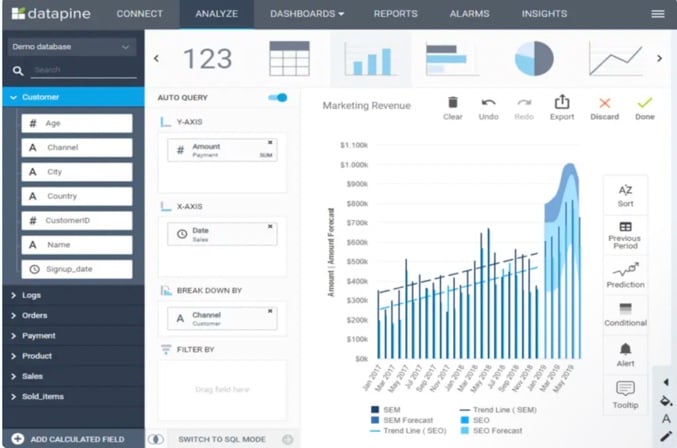 datapine CONNECT ANALYZE DASHBOARDS REPORTS ALARMS INSIGHTS
Demo database
Search
Customer
# Age
A Channel
A City
A Country
# CustomerID
A Name
Signup_date
Logs
Orders
Payment
Product
Sales
Sold_items
ADD CALCULATED FIELD
123
AUTO QUERY
Y-AXIS
# Amount
Payment SUM
X-AXIS
Date
Sales
BREAK DOWN BY
A Channel
Customer
FILTER BY
Drag field here
SWITCH TO SQL MODE
Marketing Revenue
Clear Undo Redo Export Discard Done
Amount | Amount Forecast
$1.100k
$1.000k
$900k
$800k
$700k
$600k
$500k
$400k
$300k
$200k
$100k
$0k
Jan 2017 Mar 2017 May 2017 Jul 2017 Sep 2017 Nov 2017 Jan 2018 Mar 2018 May 2018 Jul 2018 Sep 2018 Nov 2018 Jan 2019 Mar 2019 May 2019
SEM Trend Line ( SEM)
SEM Forecast SEO
Trend Line (SEO) SEO Forecast
Sort
Previous
Period
Prediction
Conditional
Alert
Tooltip
A